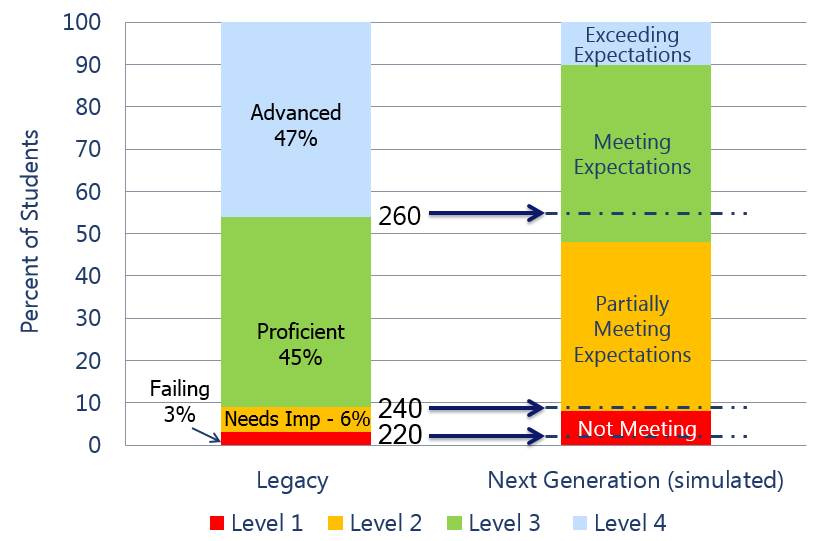 Percent of Students
100
90
80
70
60
50
40
30
20
10
0
Advanced
47%
Proficient
45%
Needs Imp - 6%
Failing
3%
260
240
220
Exceeding
Expectations
Meeting
Expectations
Partially
Meeting
Expectations
Not Meeting
Legacy
Next Generation (simulated)
Level 1
Level 2
Level 3
Level 4